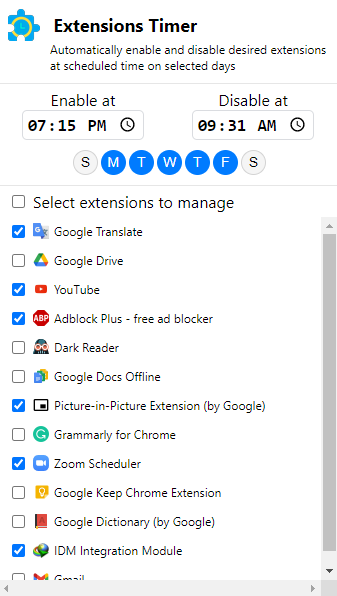 Extensions Timer
Automatically enable and disable desired extensions
at scheduled time on selected days
Enable at
Disable at
07:15 PM
09:31 AM
S M T W T F S
Select extensions to manage
Google Translate
Google Drive
YouTube
ABP Adblock Plus - free ad blocker
Dark Reader
Google Docs Offline
Picture-in-Picture Extension (by Google)
Grammarly for Chrome
Zoom Scheduler
Google Keep Chrome Extension
Google Dictionary (by Google)
IDM Integration Module
Gmail